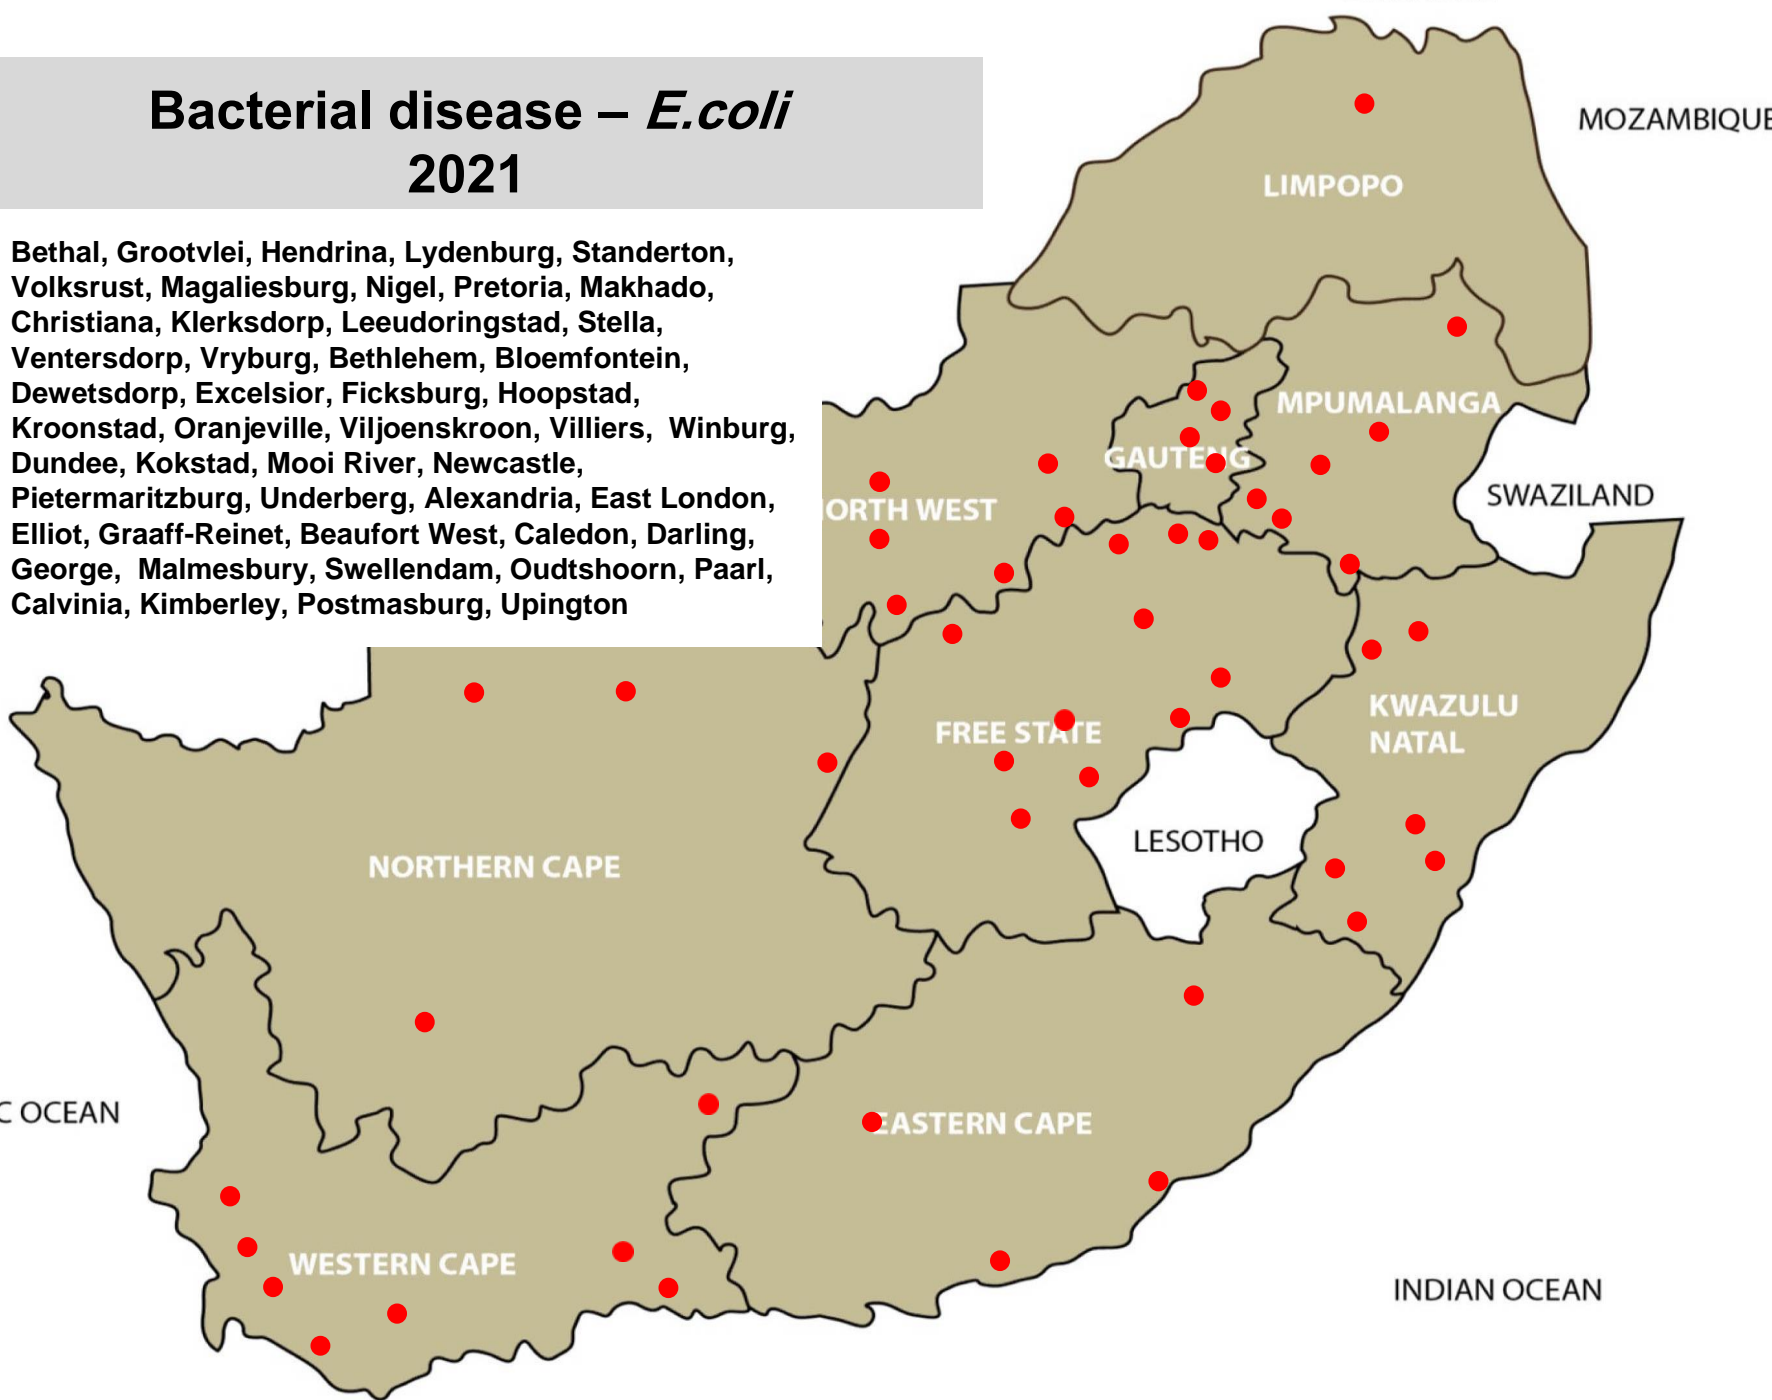 Bacterial disease – E.coli
2021
Bethal, Grootvlei, Hendrina, Lydenburg, Standerton,
Volksrust, Magaliesburg, Nigel, Pretoria, Makhado,
Christiana, Klerksdorp, Leeudoringstad, Stella,
Ventersdorp, Vryburg, Bethlehem, Bloemfontein,
Dewetsdorp, Excelsior, Ficksburg, Hoopstad,
Kroonstad, Oranjeville, Viljoenskroon, Villiers, Winburg,
Dundee, Kokstad, Mooi River, Newcastle,
Pietermaritzburg, Underberg, Alexandria, East London,
Elliot, Graaff-Reinet, Beaufort West, Caledon, Darling,
George, Malmesbury, Swellendam, Oudtshoorn, Paarl,
Calvinia, Kimberley, Postmasburg, Upington
MOZAMBIQUE
LIMPOPO
MPUMALANGA
GAUTENG
SWAZILAND
ORTH WEST
KWAZULU
NATAL
FREE STATE
LESOTHO
NORTHERN CAPE
C OCEAN
EASTERN CAPE
WESTERN CAPE
INDIAN OCEAN